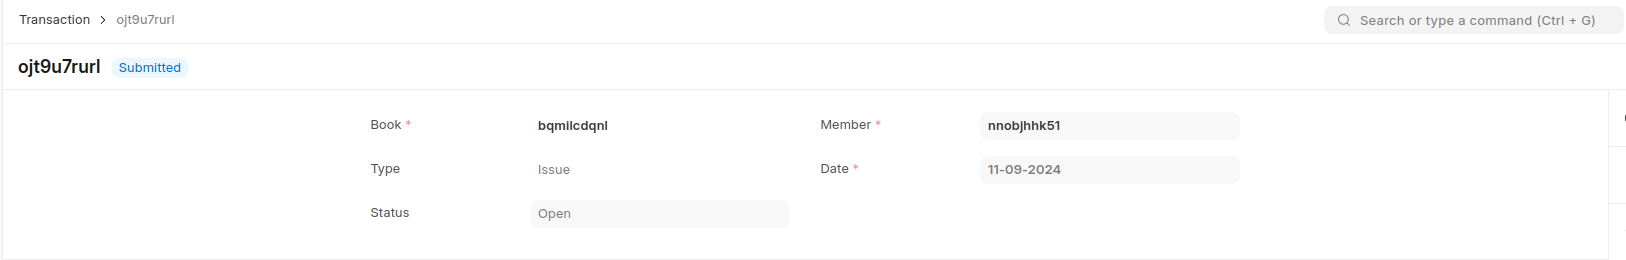 Transaction > ojt9u7rurl
Search or type a command (Ctrl + G)
ojt9u7rurl Submitted
Book * bqmilcdqnl Member * nnobjhhk51
Type Issue Date * 11-09-2024
Status Open